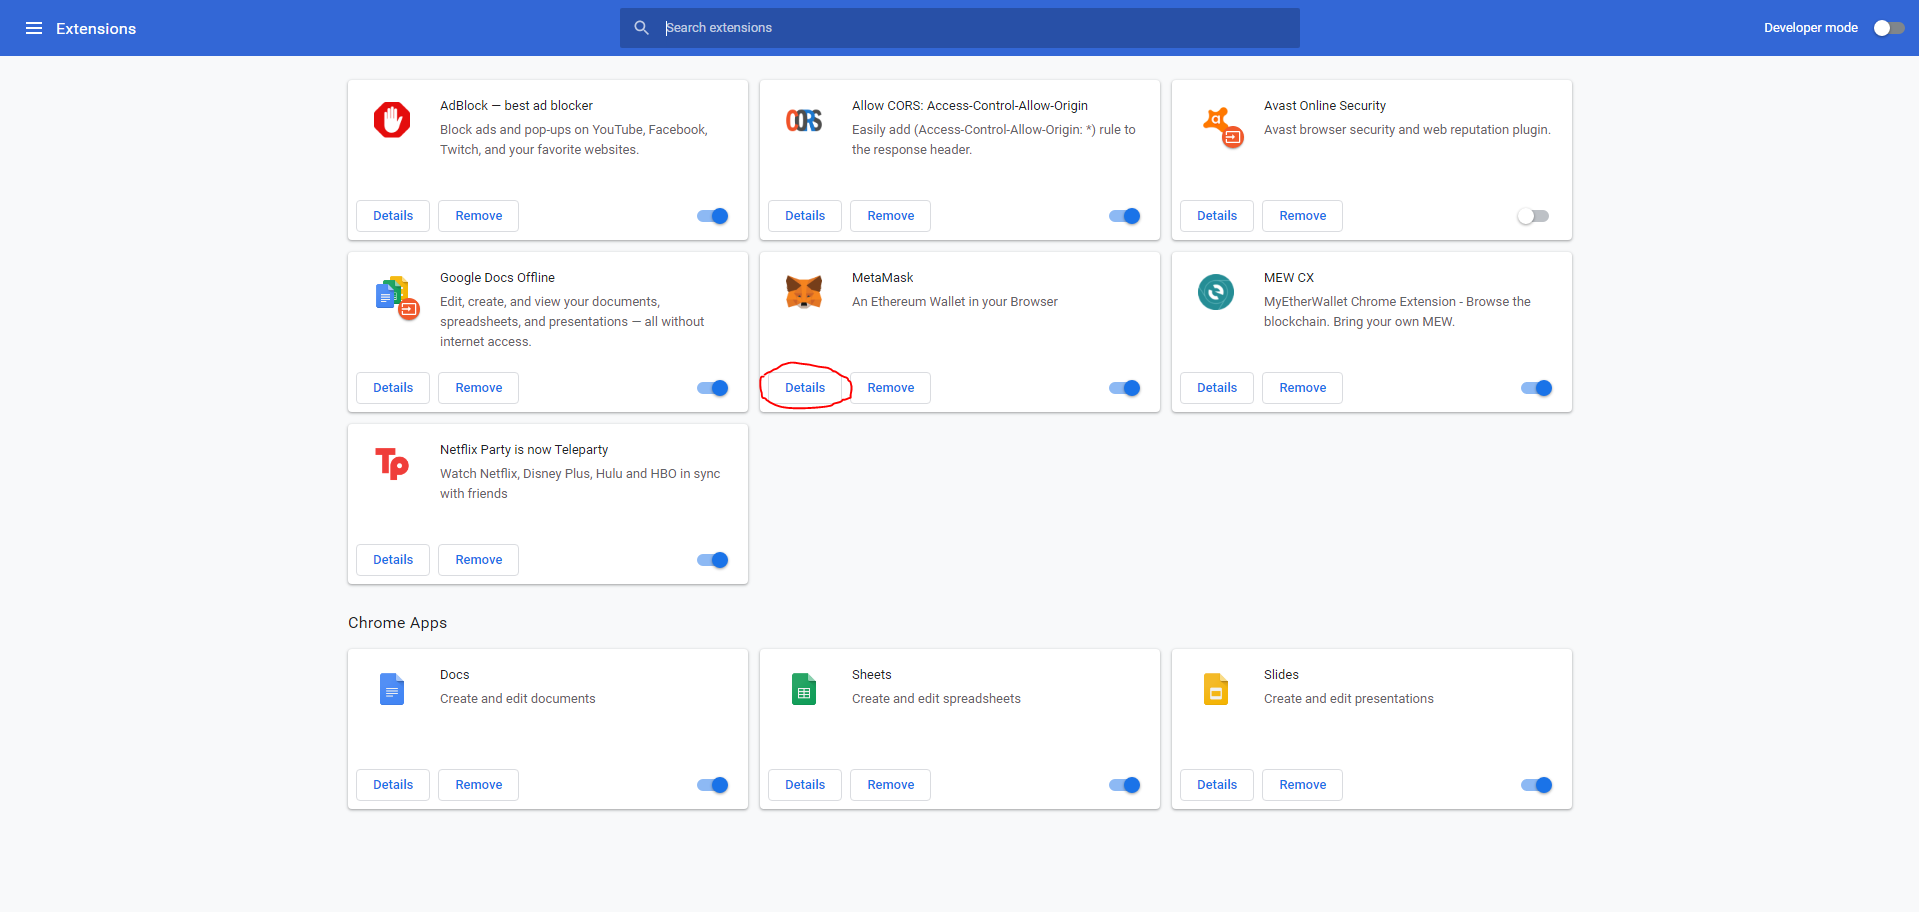 Extensions
Search extensions
Developer mode
AdBlock — best ad blocker
Block ads and pop-ups on YouTube, Facebook,
Twitch, and your favorite websites.
Details
Remove
CORS
Allow CORS: Access-Control-Allow-Origin
Easily add (Access-Control-Allow-Origin: *) rule to
the response header.
Details
Remove
Avast Online Security
Avast browser security and web reputation plugin.
Details
Remove
Google Docs Offline
Edit, create, and view your documents,
spreadsheets, and presentations — all without
internet access.
Details
Remove
MetaMask
An Ethereum Wallet in your Browser
Details
Remove
MEW CX
MyEtherWallet Chrome Extension - Browse the
blockchain. Bring your own MEW.
Details
Remove
Tp
Netflix Party is now Teleparty
Watch Netflix, Disney Plus, Hulu and HBO in sync
with friends
Details
Remove
Chrome Apps
Docs
Create and edit documents
Details
Remove
Sheets
Create and edit spreadsheets
Details
Remove
Slides
Create and edit presentations
Details
Remove